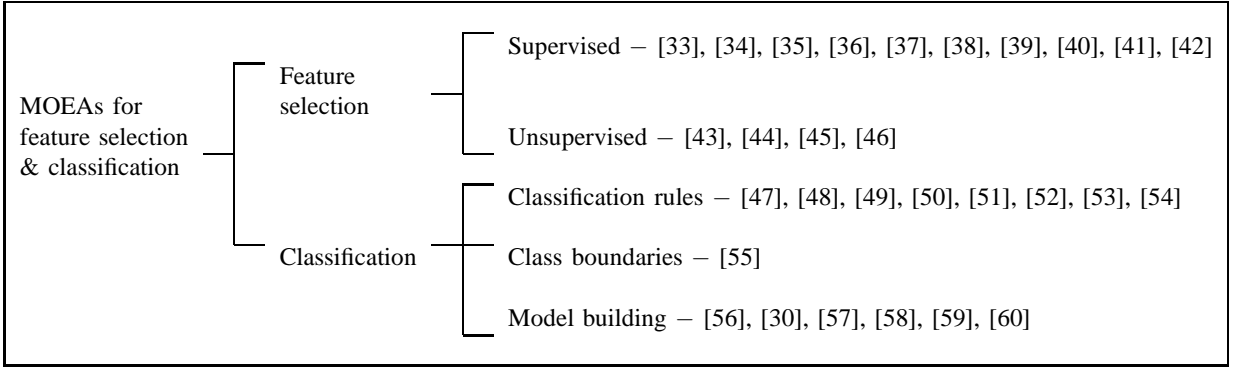 MOEAs for
feature selection
& classification
Feature
selection
Supervised − [33], [34], [35], [36], [37], [38], [39], [40], [41], [42]
Unsupervised − [43], [44], [45], [46]
Classification
Classification rules − [47], [48], [49], [50], [51], [52], [53], [54]
Class boundaries − [55]
Model building − [56], [30], [57], [58], [59], [60]